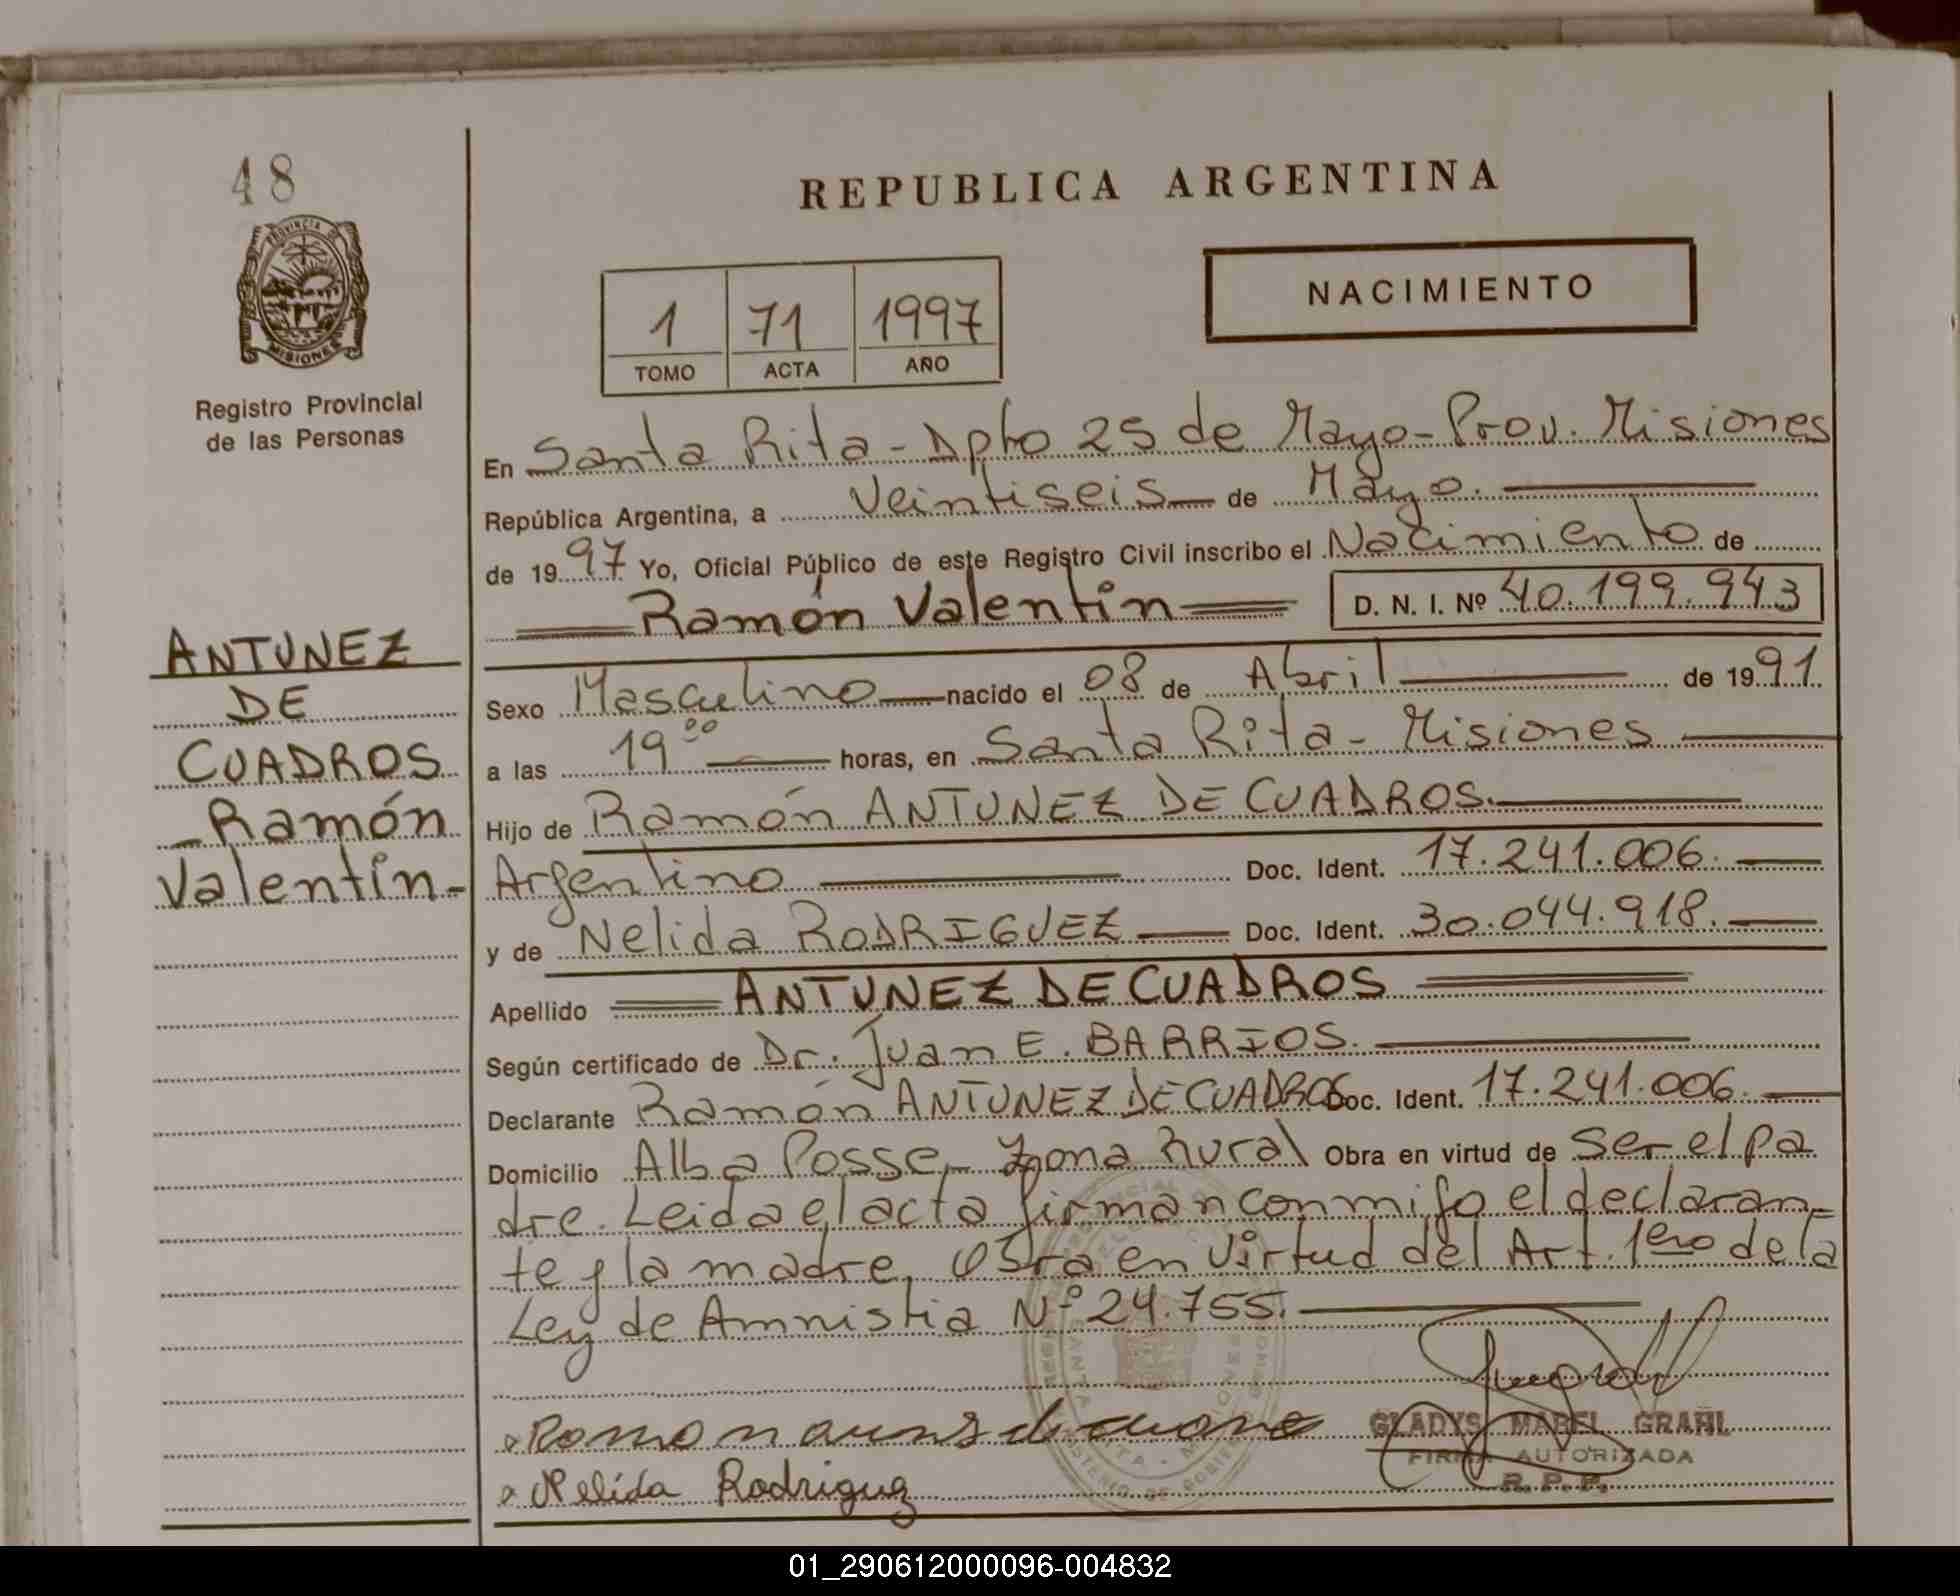 48
PROVINCIA DE
MISIONES
Registro Provincial
de las Personas
ANTUNEZ
DE
CUADROS
- Ramón
Valentín -
REPUBLICA ARGENTINA
1 71 1997
TOMO ACTA AÑO
NACIMIENTO
En Santa Rita - Dpto 25 de Mayo - Prov. Misiones
República Argentina, a Veintiseis de Mayo.
de 1997 Yo, Oficial Público de este Registro Civil inscribo el Nacimiento de
Ramón Valentín D. N. I. Nº 40.199.943
Sexo Masculino nacido el 08 de Abril de 1991
a las 19 00 horas, en Santa Rita - Misiones
Hijo de Ramón ANTUNEZ DE CUADROS.
Argentino Doc. Ident. 17.241.006.
y de Nelida RODRIGUEZ Doc. Ident. 30.044.918.
Apellido ANTUNEZ DE CUADROS
Según certificado de Dr. Juan E. BARRIOS.
Declarante Ramón ANTUNEZ DE CUADROS Doc. Ident. 17.241.006.
Domicilio Alba Posse, Zona Rural Obra en virtud de ser el pa
dre. Leida el acta firman conmigo el declaran-
te y la madre, Obra en Virtud del Art. 1ero de la
Ley de Amnistia Nº 24.755.
Nelida Rodriguez
GLADYS MABEL GRAHL
FIRMA AUTORIZADA
R.P.P.
01_290612000096-004832